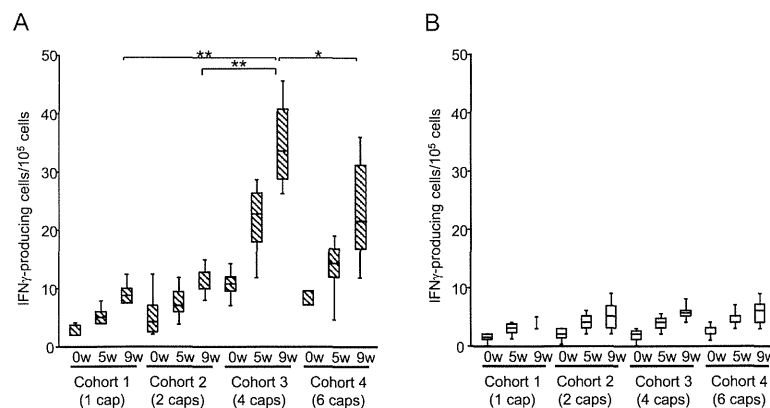 A
B
**
*
**
IFNγ-producing cells/10⁵ cells
50
40
30
20
10
0
0w 5w 9w 0w 5w 9w 0w 5w 9w 0w 5w 9w
Cohort 1 Cohort 2 Cohort 3 Cohort 4
(1 cap) (2 caps) (4 caps) (6 caps)
IFNγ-producing cells/10⁵ cells
50
40
30
20
10
0
0w 5w 9w 0w 5w 9w 0w 5w 9w 0w 5w 9w
Cohort 1 Cohort 2 Cohort 3 Cohort 4
(1 cap) (2 caps) (4 caps) (6 caps)